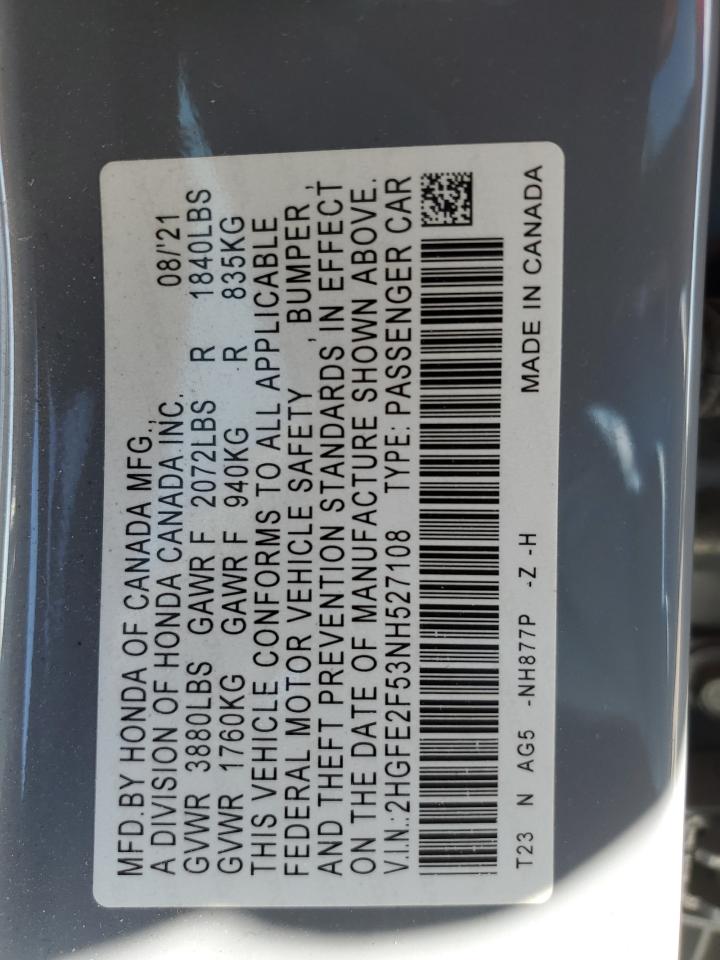 MFD.BY HONDA OF CANADA MFG.,
A DIVISION OF HONDA CANADA INC. 08/'21
GVWR 3880LBS GAWR F 2072LBS R 1840LBS
GVWR 1760KG GAWR F 940KG R 835KG
THIS VEHICLE CONFORMS TO ALL APPLICABLE
FEDERAL MOTOR VEHICLE SAFETY , BUMPER ,
AND THEFT PREVENTION STANDARDS IN EFFECT
ON THE DATE OF MANUFACTURE SHOWN ABOVE.
V.I.N.:2HGFE2F53NH527108 TYPE: PASSENGER CAR
T23 N AG5 -NH877P -Z -H MADE IN CANADA